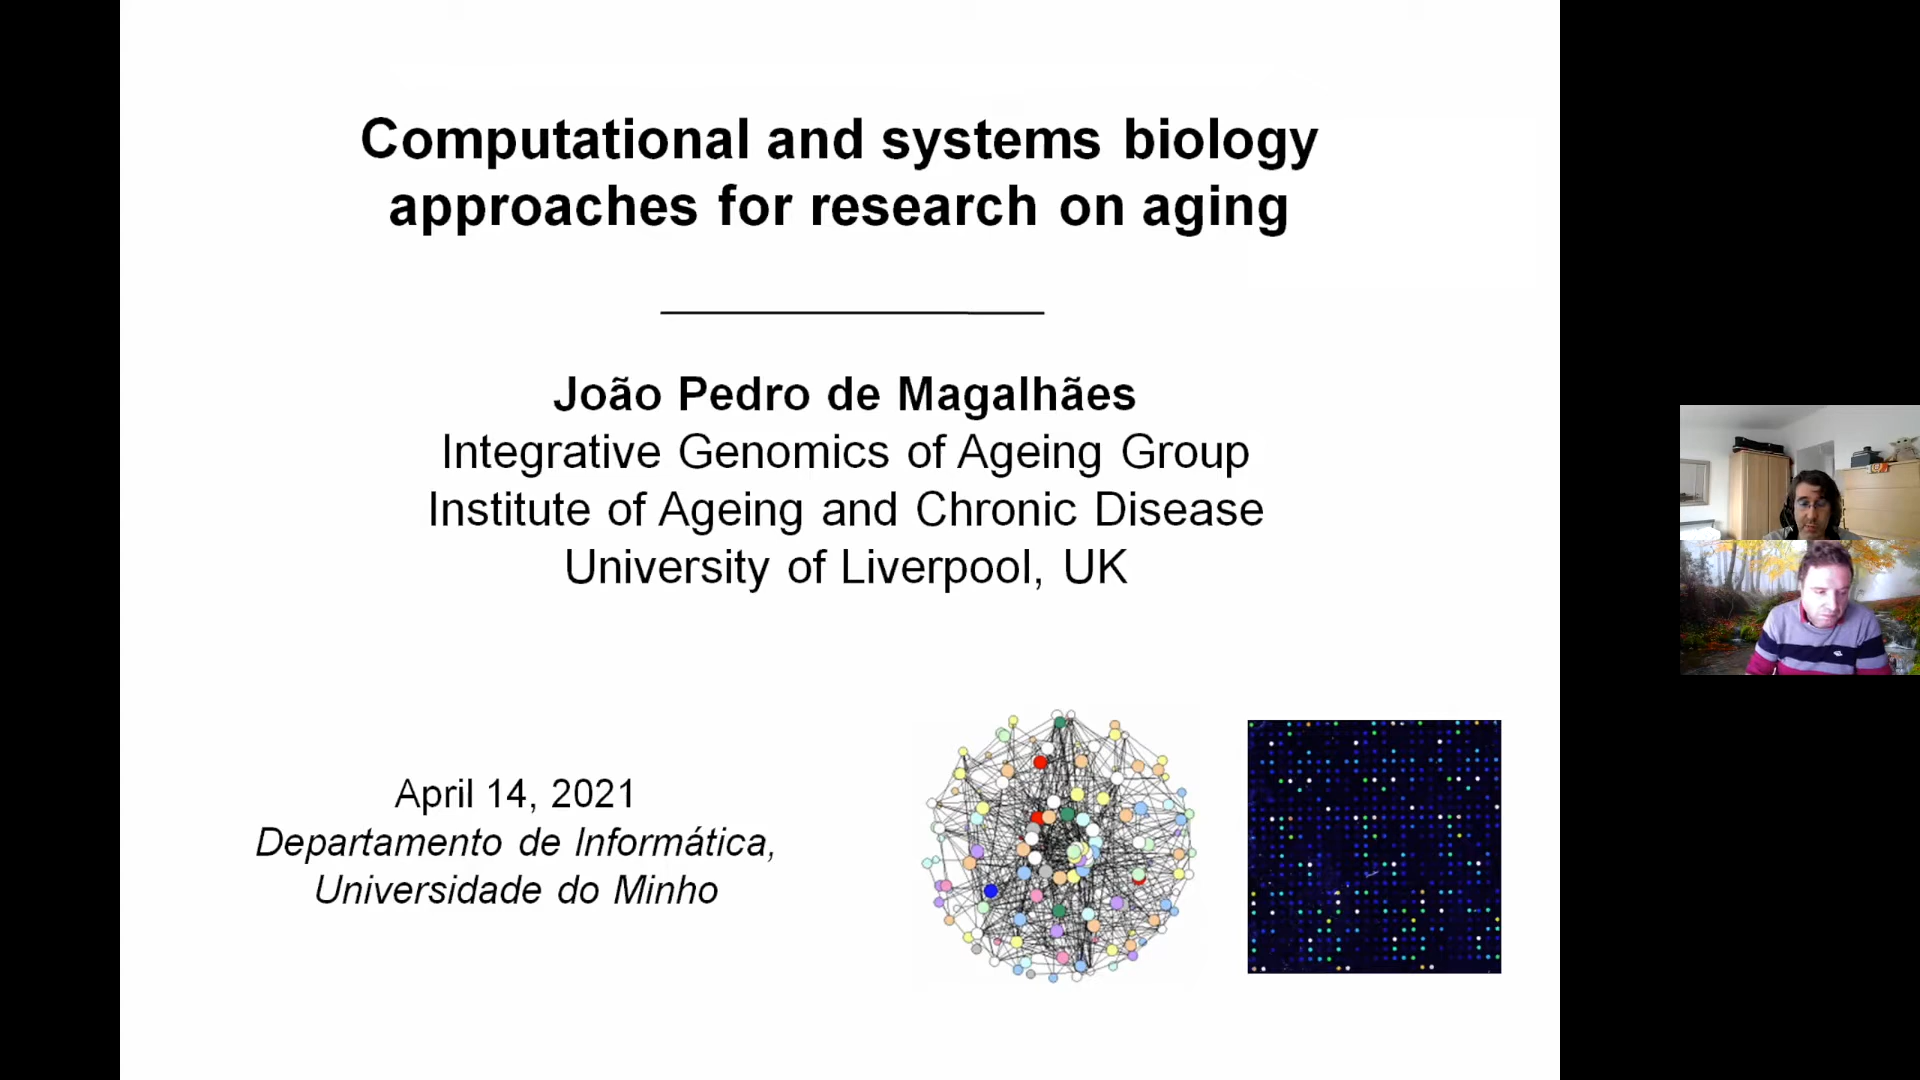 Computational and systems biology
approaches for research on aging
João Pedro de Magalhães
Integrative Genomics of Ageing Group
Institute of Ageing and Chronic Disease
University of Liverpool, UK
April 14, 2021
Departamento de Informática,
Universidade do Minho